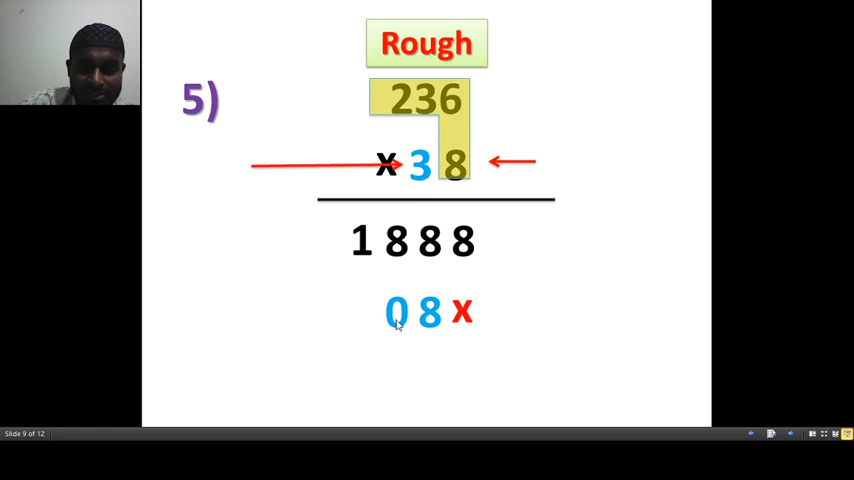 Rough
5)
236
x 3 8
1 8 8 8
0 8 x
Slide 9 of 12